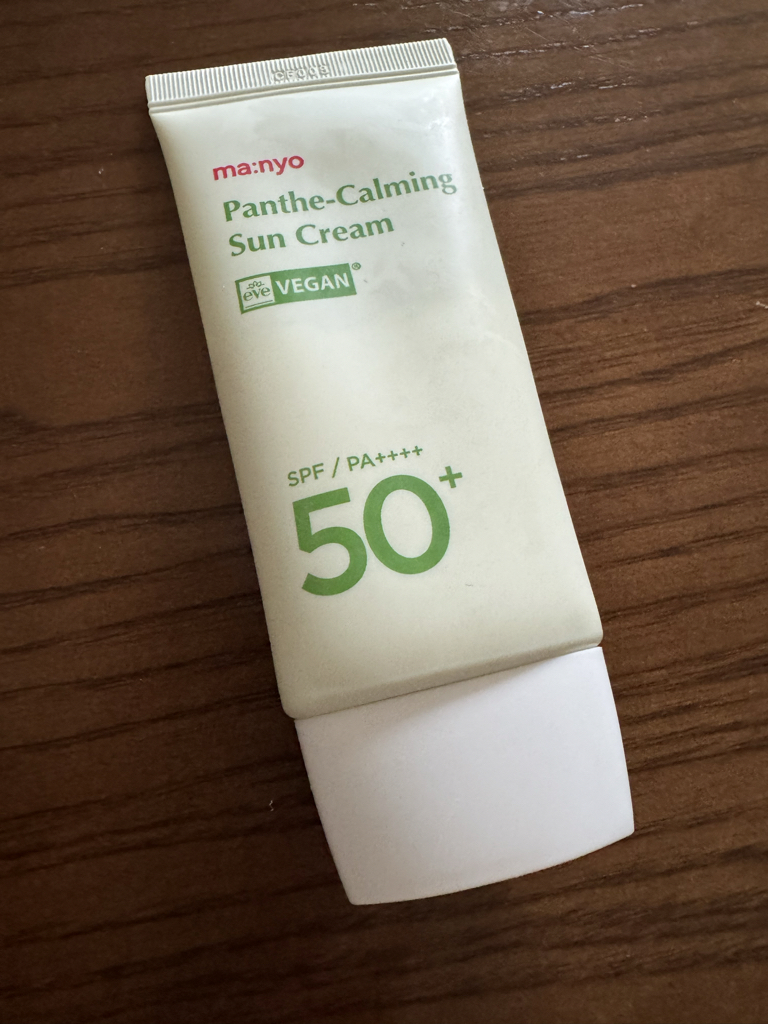 ma:nyo
Panthe-Calming
Sun Cream
eve VEGAN®
SPF / PA++++
50+